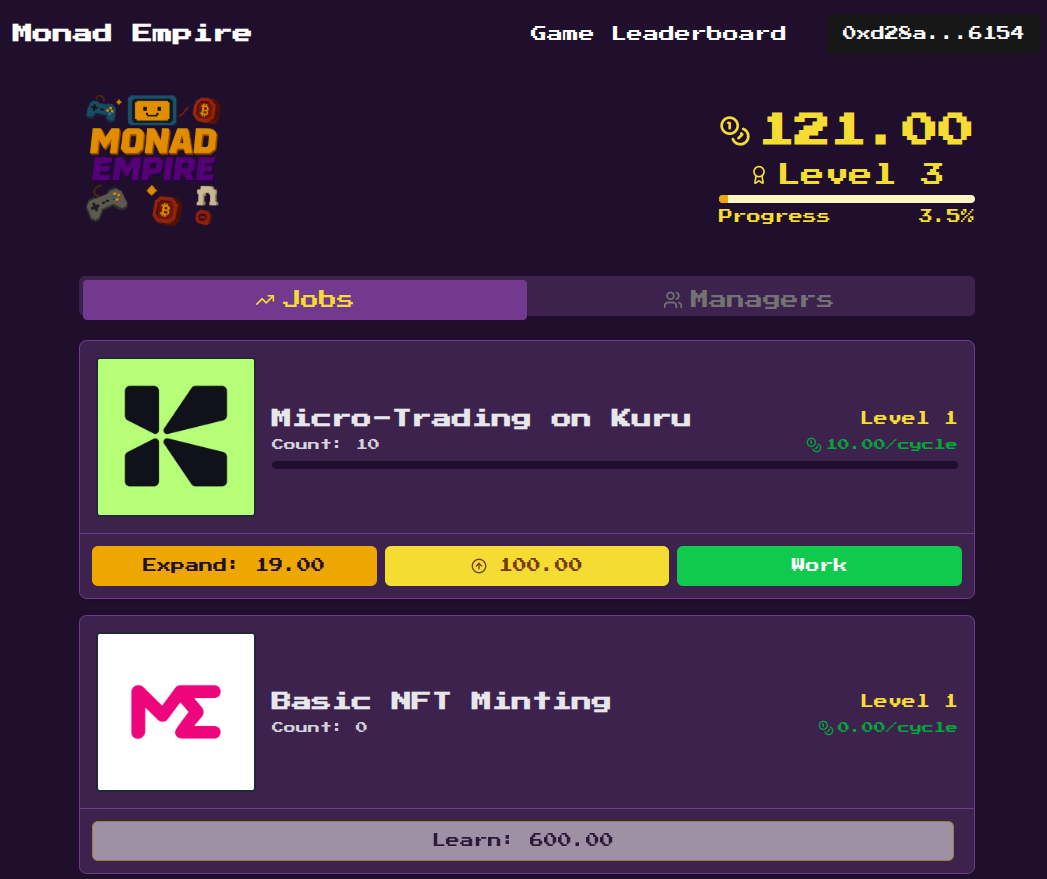 Monad Empire
Game Leaderboard 0xd28a...6154
MONAD
EMPIRE
121.00
Level 3
Progress 3.5%
Jobs
Managers
Micro-Trading on Kuru
Level 1
Count: 10
10.00/cycle
Expand: 19.00
100.00
Work
Basic NFT Minting
Level 1
Count: 0
0.00/cycle
Learn: 600.00